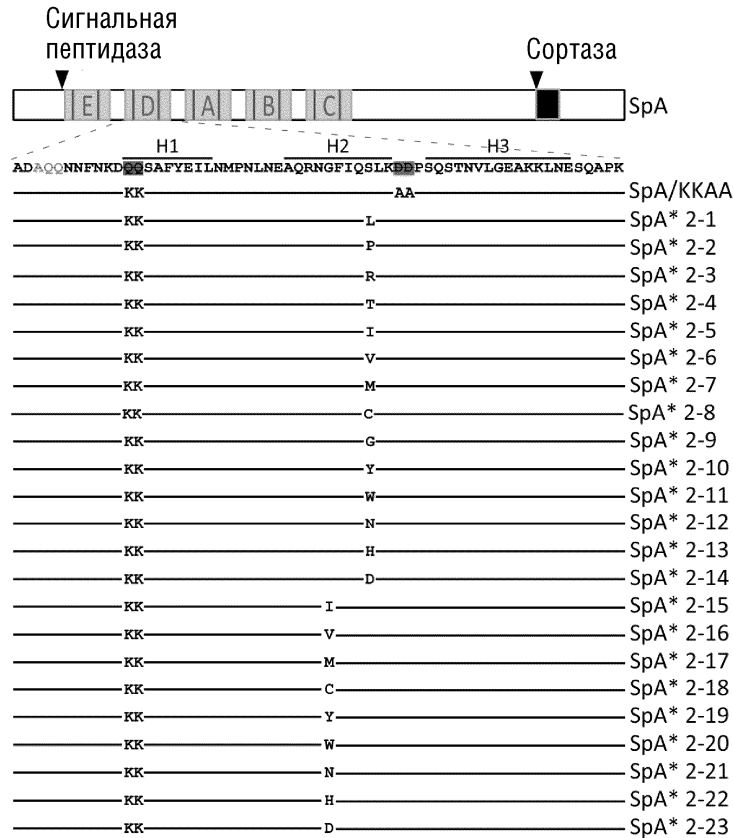 Сигнальная
пептидаза
Сортаза
E D A B C SpA
H1 H2 H3
ADAQQNNFNKDQQSAFYEILNMPNLNEAQRNGFIQSLKDDPSQSTNVLGEAKKLNESQAPK
KK AA SpA/KKAA
KK L SpA* 2-1
KK P SpA* 2-2
KK R SpA* 2-3
KK T SpA* 2-4
KK I SpA* 2-5
KK V SpA* 2-6
KK M SpA* 2-7
KK C SpA* 2-8
KK G SpA* 2-9
KK Y SpA* 2-10
KK W SpA* 2-11
KK N SpA* 2-12
KK H SpA* 2-13
KK D SpA* 2-14
KK I SpA* 2-15
KK V SpA* 2-16
KK M SpA* 2-17
KK C SpA* 2-18
KK Y SpA* 2-19
KK W SpA* 2-20
KK N SpA* 2-21
KK H SpA* 2-22
KK D SpA* 2-23